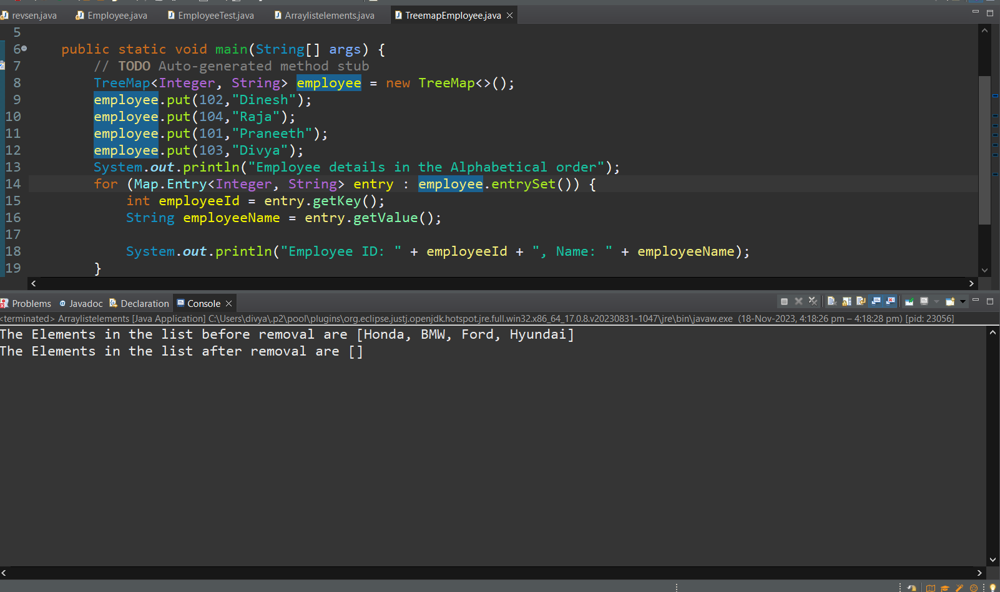 revsen.java Employee.java EmployeeTest.java Arraylistelements.java TreemapEmployee.java
5
6 public static void main(String[] args) {
7 // TODO Auto-generated method stub
8 TreeMap<Integer, String> employee = new TreeMap<>();
9 employee.put(102,"Dinesh");
10 employee.put(104,"Raja");
11 employee.put(101,"Praneeth");
12 employee.put(103,"Divya");
13 System.out.println("Employee details in the Alphabetical order");
14 for (Map.Entry<Integer, String> entry : employee.entrySet()) {
15 int employeeId = entry.getKey();
16 String employeeName = entry.getValue();
17
18 System.out.println("Employee ID: " + employeeId + ", Name: " + employeeName);
19 }
Problems @ Javadoc Declaration Console
<terminated> Arraylistelements [Java Application] C:\Users\divya\.p2\pool\plugins\org.eclipse.justj.openjdk.hotspot.jre.full.win32.x86_64_17.0.8.v20230831-1047\jre\bin\javaw.exe (18-Nov-2023, 4:18:26 pm – 4:18:28 pm) [pid: 23056]
The Elements in the list before removal are [Honda, BMW, Ford, Hyundai]
The Elements in the list after removal are []